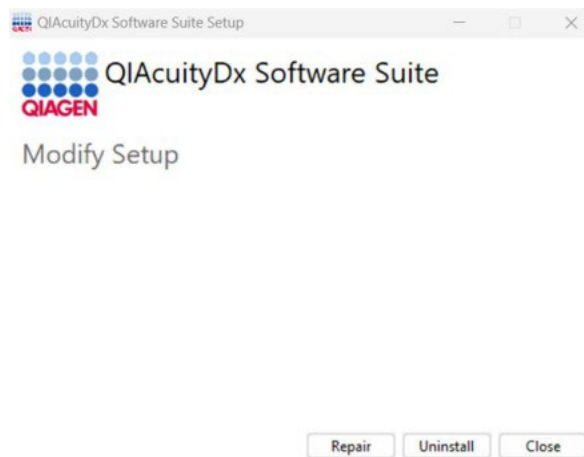 QIAcuityDx Software Suite Setup
QIAcuityDx Software Suite
QIAGEN
Modify Setup
Repair Uninstall Close